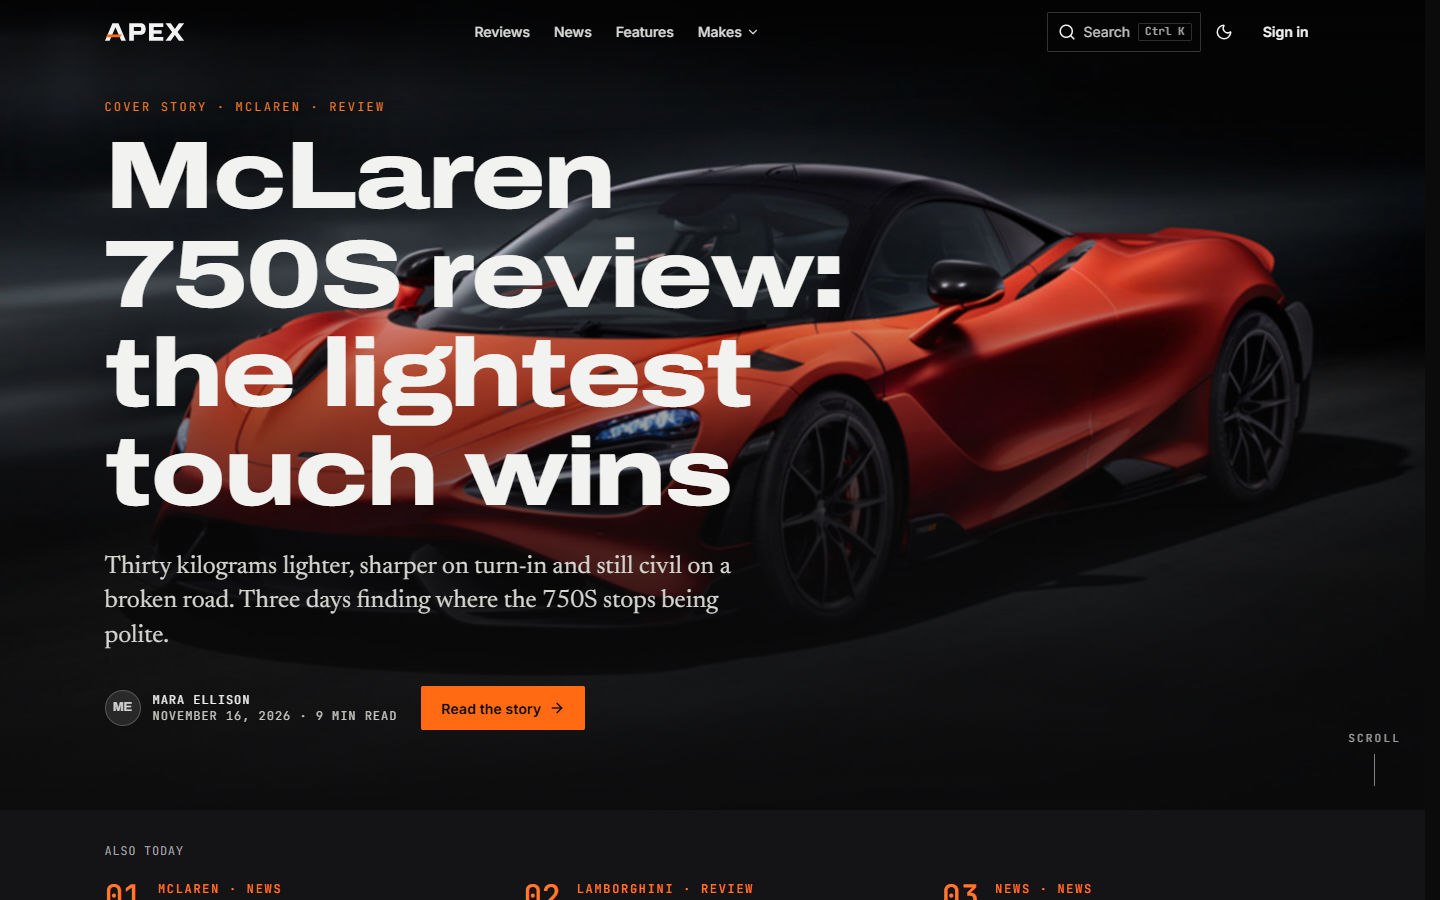 APEX
Reviews News Features Makes
Search Ctrl K
Sign in
COVER STORY · MCLAREN · REVIEW
McLaren
750S review:
the lightest
touch wins
Thirty kilograms lighter, sharper on turn-in and still civil on a
broken road. Three days finding where the 750S stops being
polite.
ME
MARA ELLISON
NOVEMBER 16, 2026 · 9 MIN READ
Read the story
SCROLL
ALSO TODAY
01 MCLAREN · NEWS
02 LAMBORGHINI · REVIEW
03 NEWS · NEWS